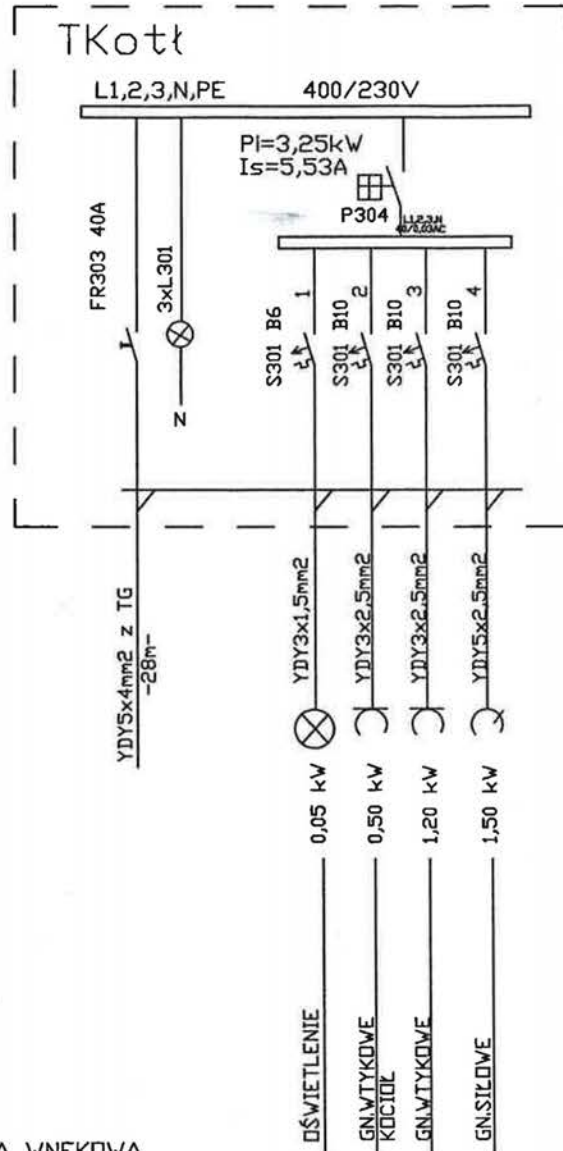 TKotł
L1,2,3,N,PE 400/230V
Pi=3,25kW
Is=5,53A
P304
L1,2,3,N
40/0,03AC
FR303 40A
3xL301
N
S301 B6
1
S301 B10
2
S301 B10
3
S301 B10
4
YDY5x4mm2 z TG
-28m-
YDY3x1,5mm2
YDY3x2,5mm2
YDY3x2,5mm2
YDY5x2,5mm2
0,05 kW
0,50 kW
1,20 kW
1,50 kW
OŚWIETLENIE
GN.WTYKOWE
KOCIOŁ
GN.WTYKOWE
GN.SIŁOWE